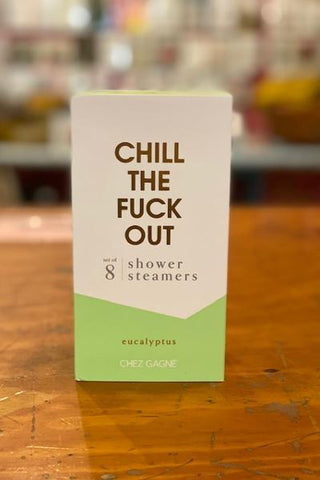 CHILL
THE
FUCK
OUT
set of
8
shower
steamers
eucalyptus
CHEZ GAGNÉ